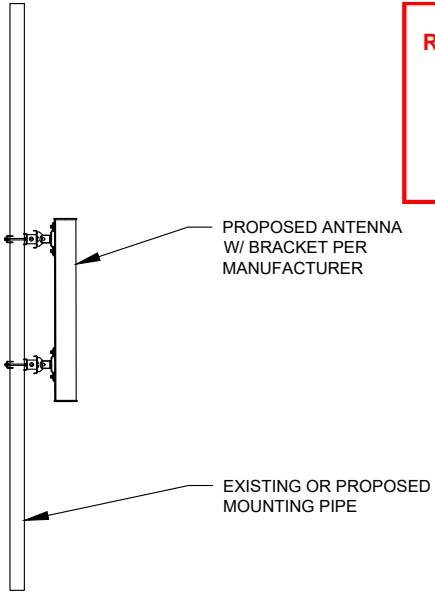 R
PROPOSED ANTENNA
W/ BRACKET PER
MANUFACTURER
EXISTING OR PROPOSED
MOUNTING PIPE